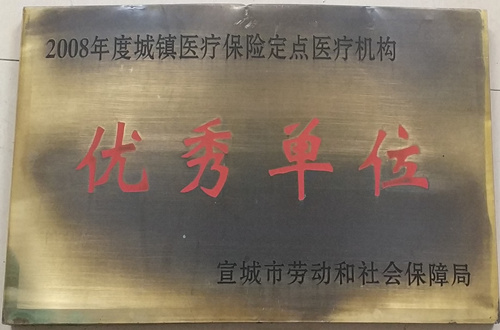 2008年度城镇医疗保险定点医疗机构
优秀单位
宣城市劳动和社会保障局